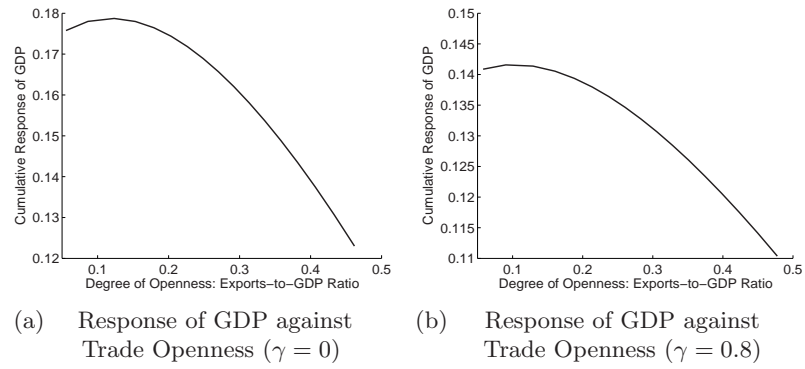 0.18
0.17
0.16
0.15
0.14
0.13
0.12
Cumulative Response of GDP
0.1 0.2 0.3 0.4 0.5
Degree of Openness: Exports−to−GDP Ratio
(a) Response of GDP against
Trade Openness (γ = 0)
0.15
0.145
0.14
0.135
0.13
0.125
0.12
0.115
0.11
Cumulative Response of GDP
0.1 0.2 0.3 0.4 0.5
Degree of Openness: Exports−to−GDP Ratio
(b) Response of GDP against
Trade Openness (γ = 0.8)